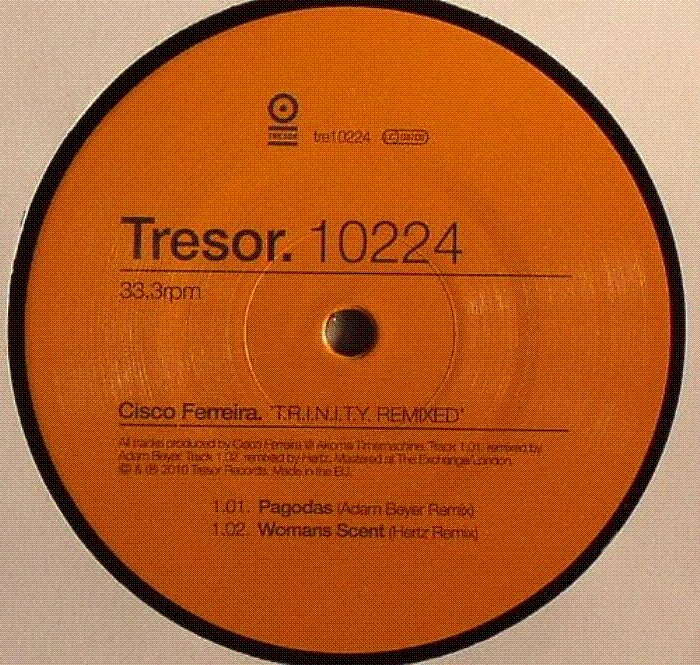 TRESOR
tre10224
Tresor. 10224
33.3rpm
Cisco Ferreira. 'T.R.I.N.I.T.Y. REMIXED'
All tracks produced by Cisco Ferreira @ Akoma Timemachine. Track 1.01. remixed by
Adam Beyer. Track 1.02. remixed by Hertz. Mastered at The Exchange/London.
© & ℗ 2010 Tresor Records. Made in the EU.
1.01. Pagodas (Adam Beyer Remix)
1.02. Womans Scent (Hertz Remix)